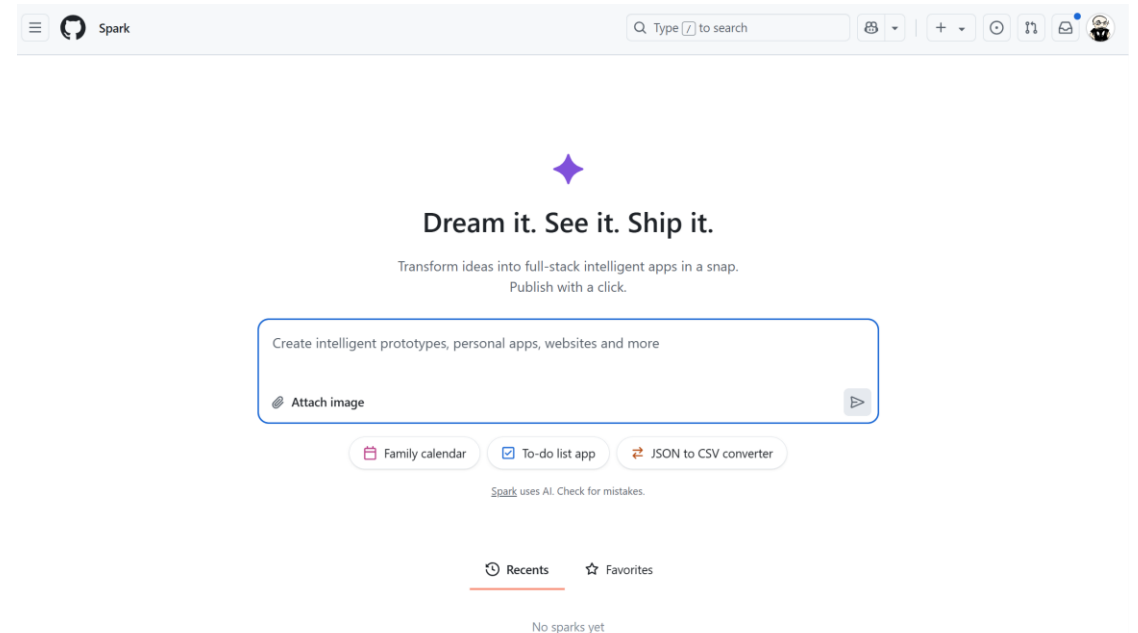 Spark
Type / to search
Dream it. See it. Ship it.
Transform ideas into full-stack intelligent apps in a snap.
Publish with a click.
Create intelligent prototypes, personal apps, websites and more
Attach image
Family calendar
To-do list app
JSON to CSV converter
Spark uses AI. Check for mistakes.
Recents
Favorites
No sparks yet